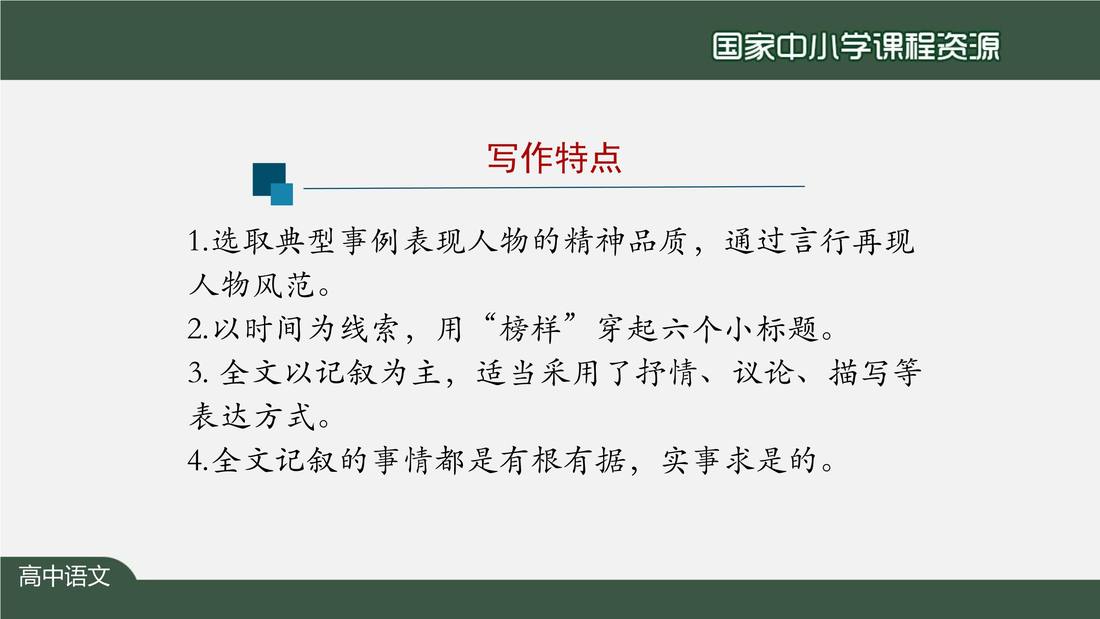 国家中小学课程资源
写作特点
1.选取典型事例表现人物的精神品质，通过言行再现
人物风范。
2.以时间为线索，用“榜样”穿起六个小标题。
3. 全文以记叙为主，适当采用了抒情、议论、描写等
表达方式。
4.全文记叙的事情都是有根有据，实事求是的。
高中语文